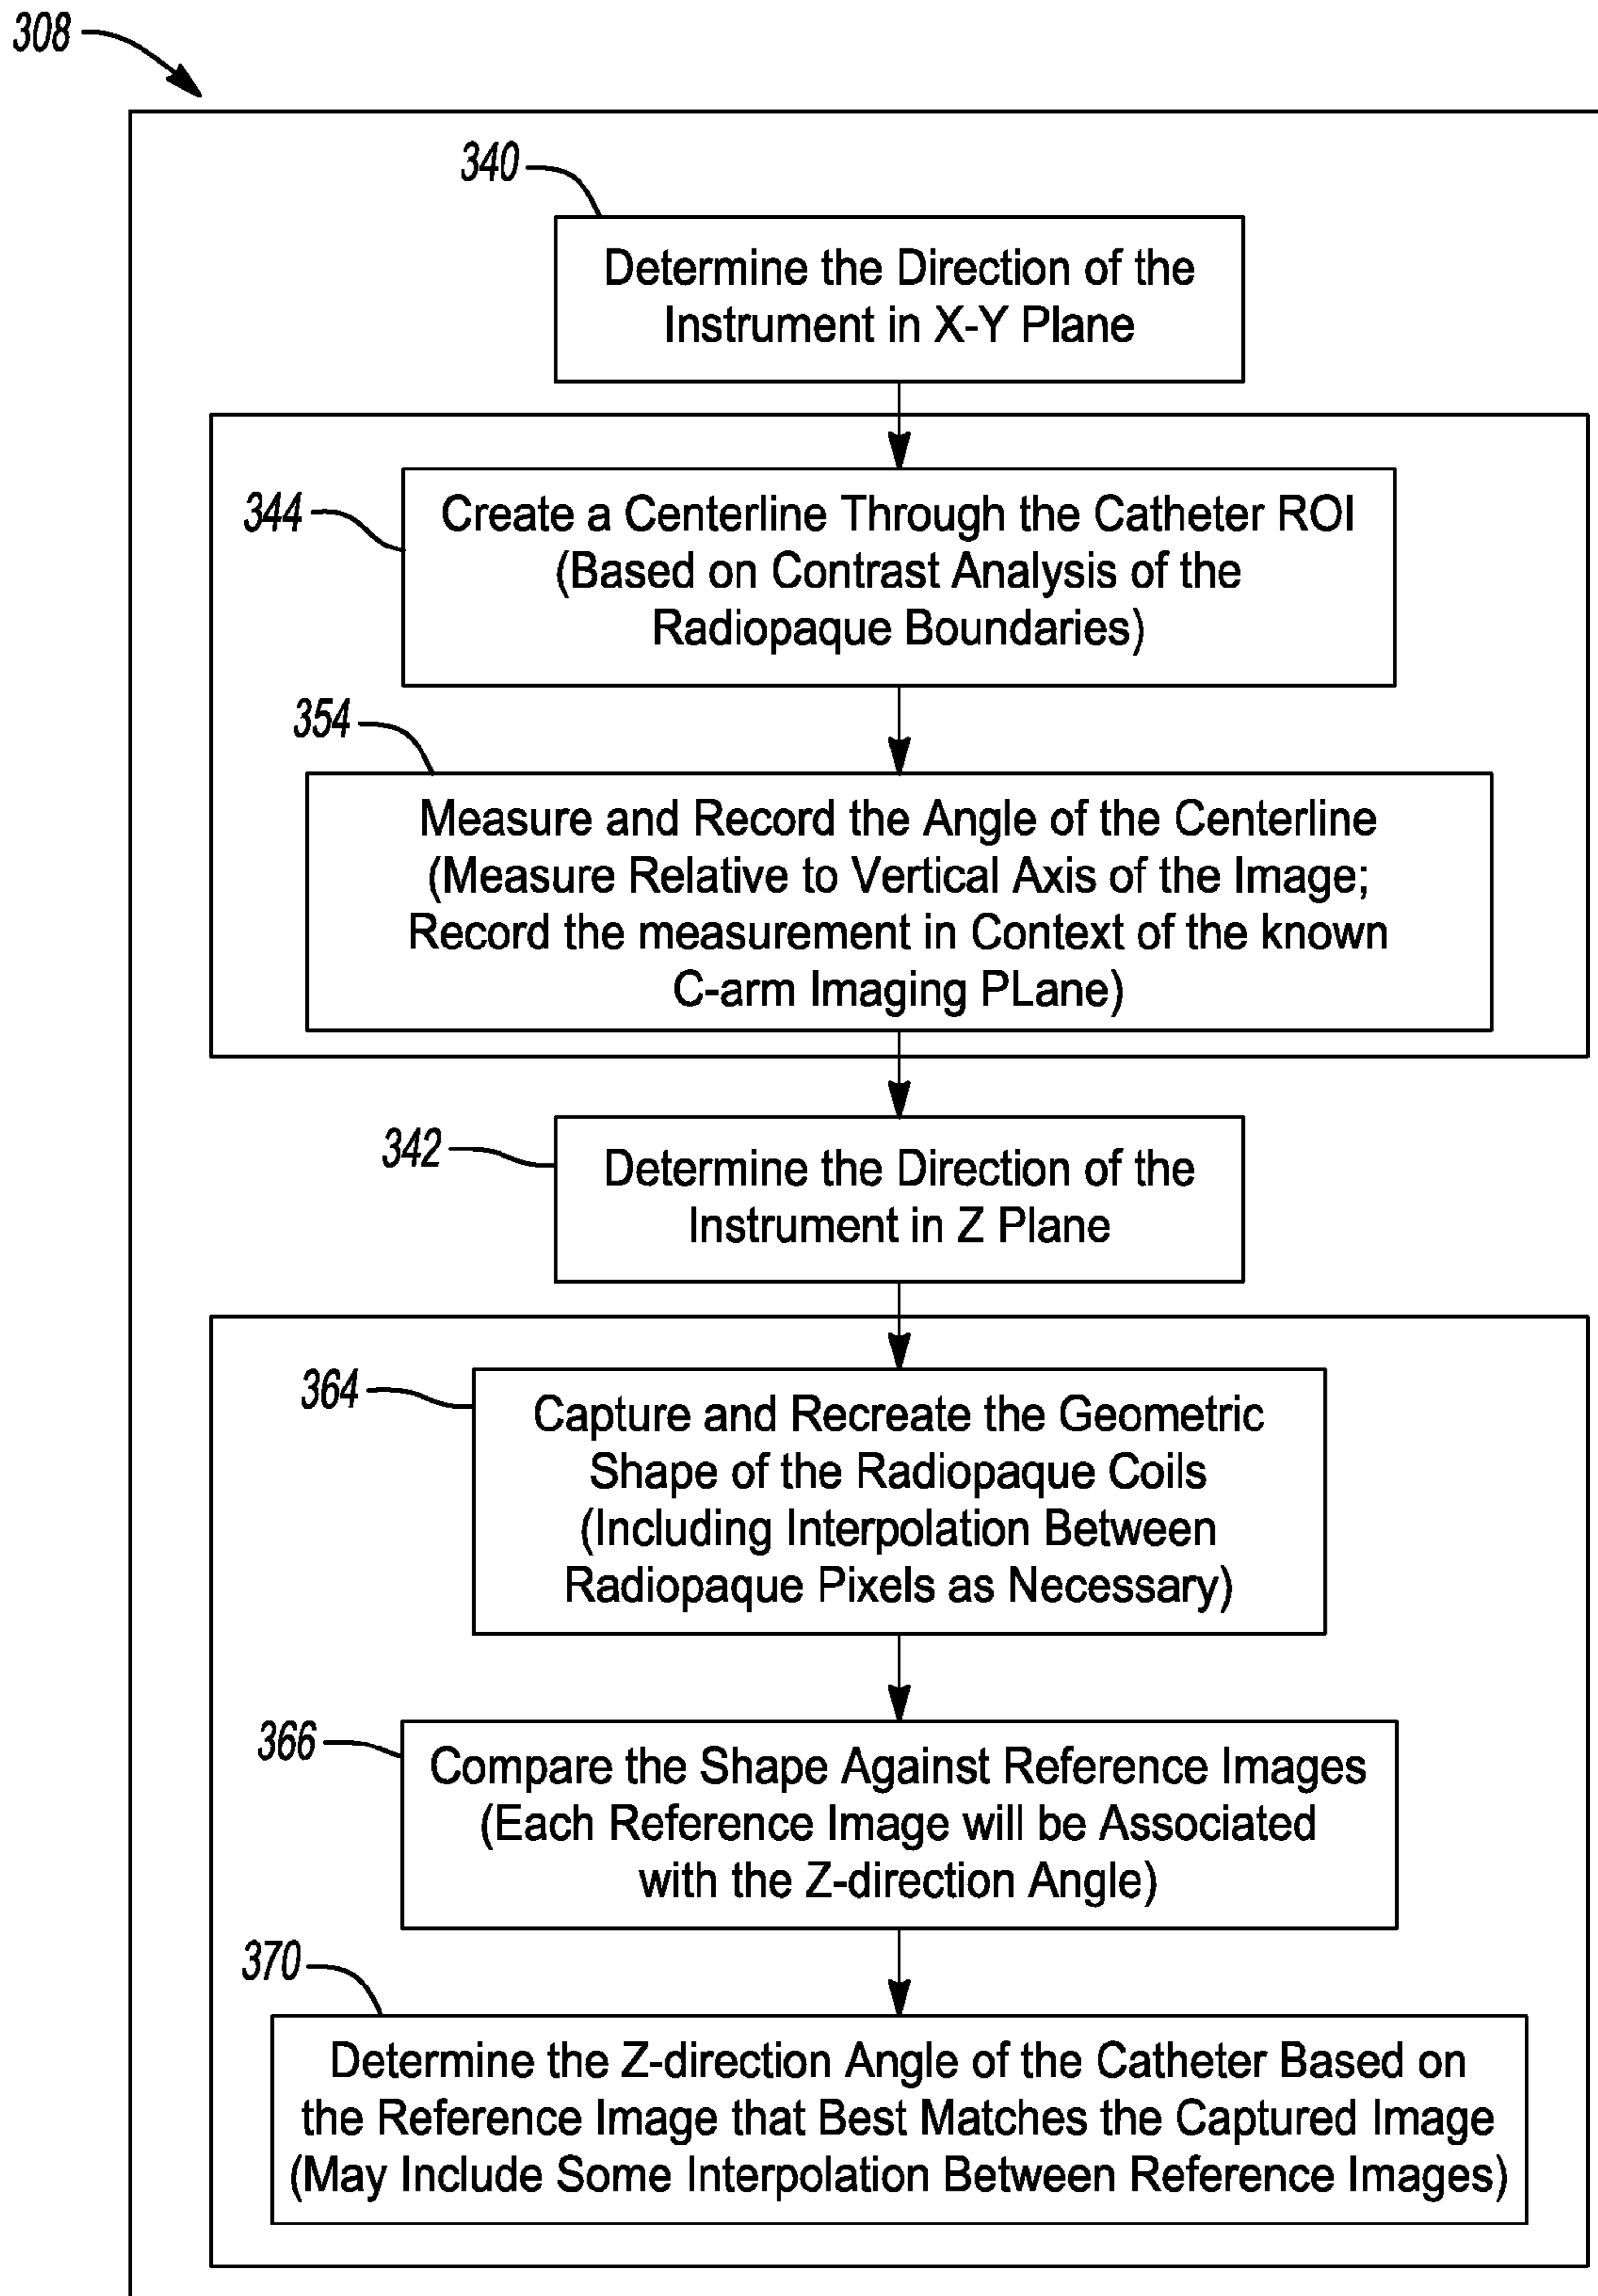 308
340
Determine the Direction of the
Instrument in X-Y Plane
344
Create a Centerline Through the Catheter ROI
(Based on Contrast Analysis of the
Radiopaque Boundaries)
354
Measure and Record the Angle of the Centerline
(Measure Relative to Vertical Axis of the Image;
Record the measurement in Context of the known
C-arm Imaging PLane)
342
Determine the Direction of the
Instrument in Z Plane
364
Capture and Recreate the Geometric
Shape of the Radiopaque Coils
(Including Interpolation Between
Radiopaque Pixels as Necessary)
366
Compare the Shape Against Reference Images
(Each Reference Image will be Associated
with the Z-direction Angle)
370
Determine the Z-direction Angle of the Catheter Based on
the Reference Image that Best Matches the Captured Image
(May Include Some Interpolation Between Reference Images)